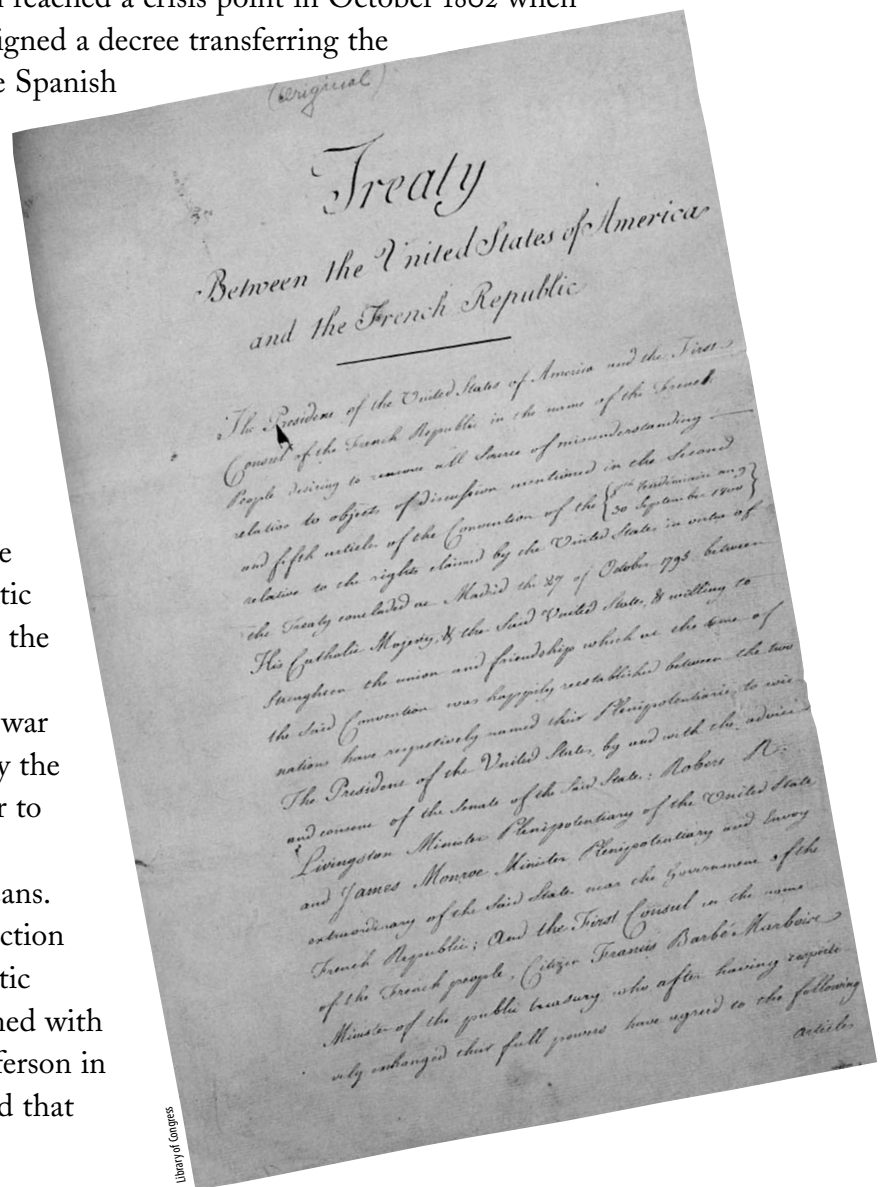 reached a crisis point in October 1802 when
igned a decree transferring the
e Spanish
(Original)
Treaty
Between the United States of America
and the French Republic
The President of the United States of America and the First
Consul of the French Republic in the name of the French
People desiring to remove all Source of misunderstanding
relative to objects of discussion mentioned in the Second
and fifth articles of the Convention of the
30 September 1800
relative to the rights claimed by the United States in virtue of
the Treaty concluded at Madrid the 27 of October 1795 between
His Catholic Majesty, & the Said United States, & willing to
Strengthen the union and friendship which at the time of
the Said Convention was happily reestablished between the two
nations have respectively named their Plenipotentiaries to wit
The President of the United States, by and with the advice
and consent of the Senate of the Said States; Robert R.
Livingston Minister Plenipotentiary of the United States
and James Monroe Minister Plenipotentiary and Envoy
extraordinary of the Said States near the Government of the
French Republic; And the First Consul in the name
of the French people, Citizen Francis Barbé Marbois
Minister of the public treasury who after having respecti-
vely exchanged their full powers have agreed to the following
articles
e
tic
the
war
y the
r to
ans.
ction
tic
ned with
fferson in
d that
Library of Congress